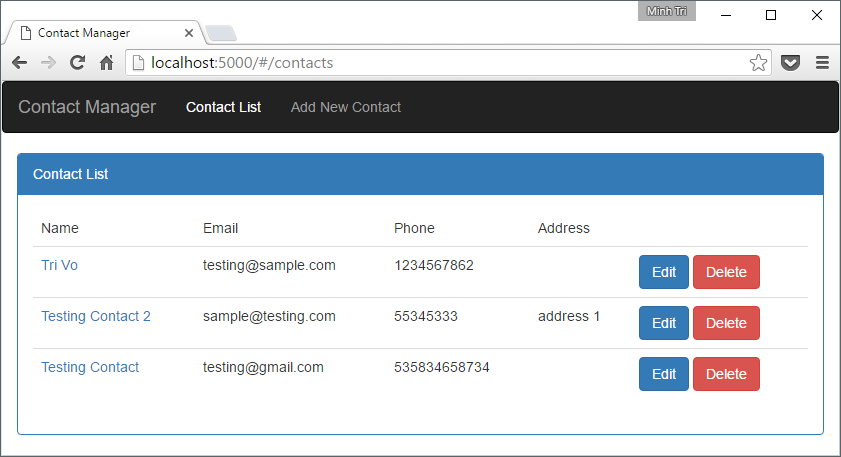 Minh Tri
Contact Manager
localhost:5000/#/contacts
Contact Manager Contact List Add New Contact
Contact List
Name Email Phone Address
Tri Vo testing@sample.com 1234567862 Edit Delete
Testing Contact 2 sample@testing.com 55345333 address 1 Edit Delete
Testing Contact testing@gmail.com 535834658734 Edit Delete